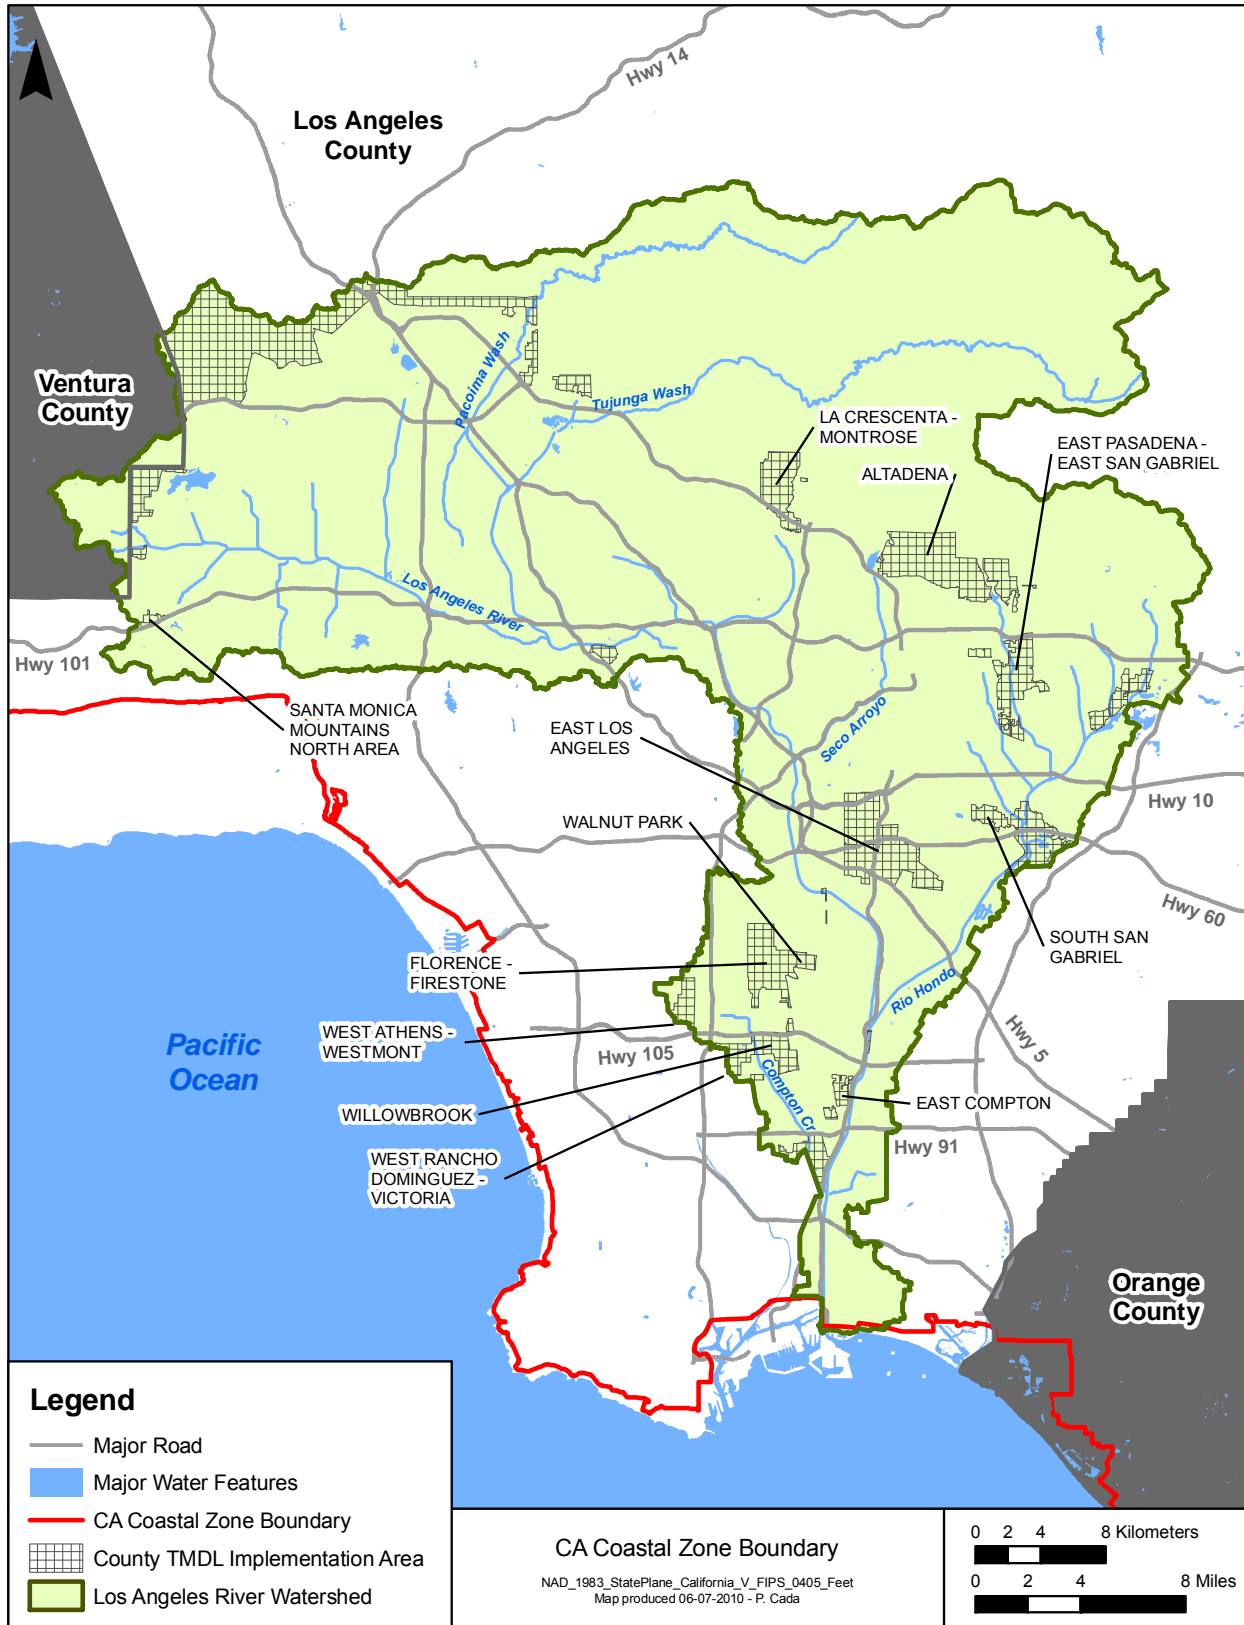 Hwy 14
Los Angeles
County
Pacoima Wash
Tujunga Wash
Ventura
County
LA CRESCENTA -
MONTROSE
EAST PASADENA -
EAST SAN GABRIEL
ALTADENA
Los Angeles River
Hwy 101
SANTA MONICA
MOUNTAINS
NORTH AREA
EAST LOS
ANGELES
Seco Arroyo
Hwy 10
WALNUT PARK
Hwy 60
SOUTH SAN
GABRIEL
FLORENCE -
FIRESTONE
Rio Hondo
WEST ATHENS -
WESTMONT
Hwy 105
Hwy 5
Pacific
Ocean
Compton Cr
WILLOWBROOK
EAST COMPTON
Hwy 91
WEST RANCHO
DOMINGUEZ -
VICTORIA
Orange
County
Legend
Major Road
Major Water Features
CA Coastal Zone Boundary
County TMDL Implementation Area
Los Angeles River Watershed
CA Coastal Zone Boundary
NAD_1983_StatePlane_California_V_FIPS_0405_Feet
Map produced 06-07-2010 - P. Cada
0 2 4 8 Kilometers
0 2 4 8 Miles